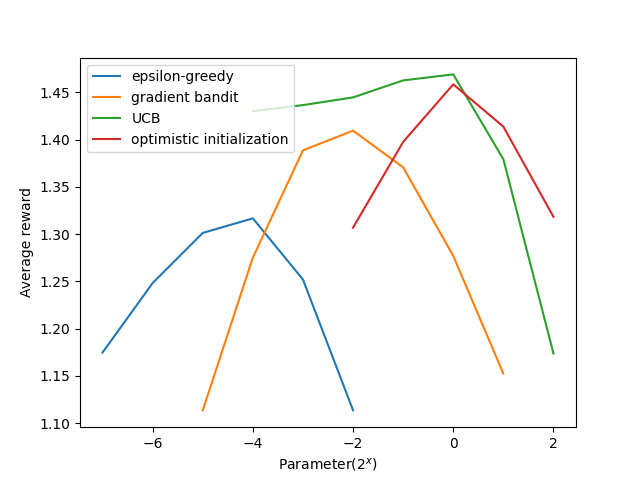 epsilon-greedy
gradient bandit
UCB
optimistic initialization
1.45
1.40
1.35
1.30
1.25
1.20
1.15
1.10
Average reward
−6 −4 −2 0 2
Parameter(2^x)